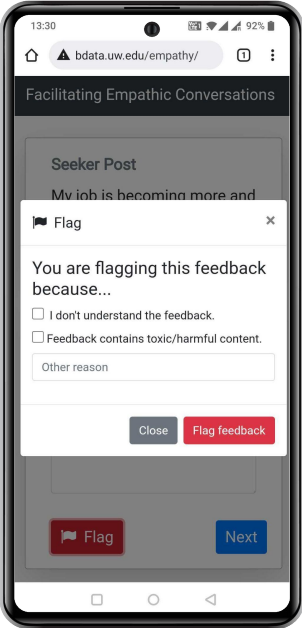 13:30
92%
bdata.uw.edu/empathy/
1
Facilitating Empathic Conversations
Seeker Post
My job is becoming more and
Flag
×
You are flagging this feedback
because...
I don't understand the feedback.
Feedback contains toxic/harmful content.
Other reason
Close Flag feedback
Flag Next